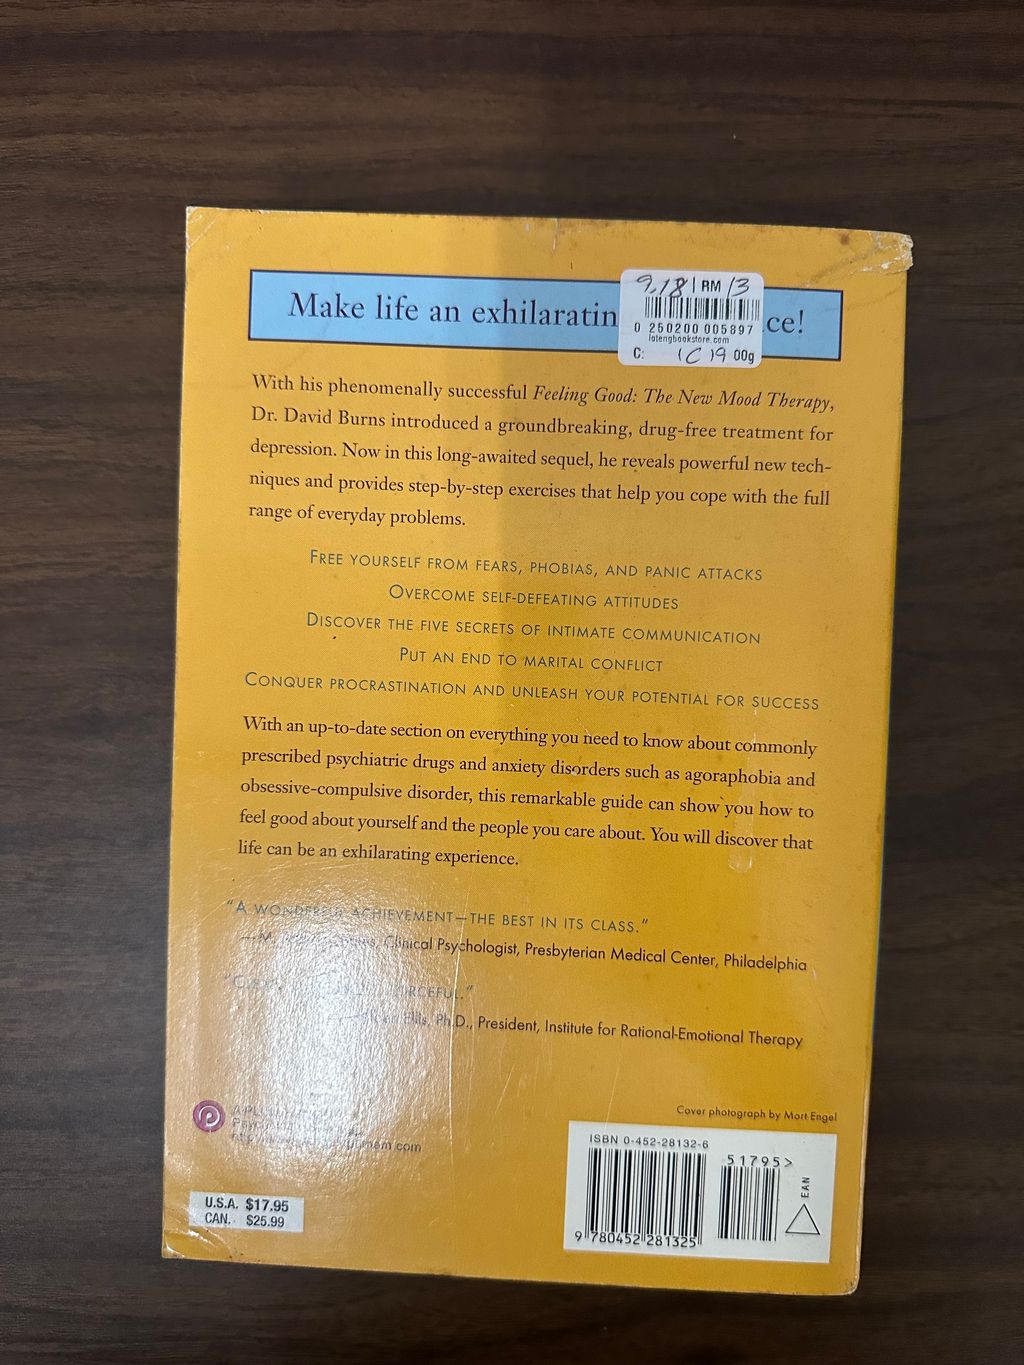 Make life an exhilaratin ce!
9.18 | RM 13
0 250200 005897
lotengbookstore.com
C: 1C19 00g
With his phenomenally successful Feeling Good: The New Mood Therapy,
Dr. David Burns introduced a groundbreaking, drug-free treatment for
depression. Now in this long-awaited sequel, he reveals powerful new tech-
niques and provides step-by-step exercises that help you cope with the full
range of everyday problems.
FREE YOURSELF FROM FEARS, PHOBIAS, AND PANIC ATTACKS
OVERCOME SELF-DEFEATING ATTITUDES
DISCOVER THE FIVE SECRETS OF INTIMATE COMMUNICATION
PUT AN END TO MARITAL CONFLICT
CONQUER PROCRASTINATION AND UNLEASH YOUR POTENTIAL FOR SUCCESS
With an up-to-date section on everything you need to know about commonly
prescribed psychiatric drugs and anxiety disorders such as agoraphobia and
obsessive-compulsive disorder, this remarkable guide can show you how to
feel good about yourself and the people you care about. You will discover that
life can be an exhilarating experience.
"A WONDERFUL ACHIEVEMENT—THE BEST IN ITS CLASS."
Clinical Psychologist, Presbyterian Medical Center, Philadelphia
FORCEFUL."
Ellis, Ph.D., President, Institute for Rational-Emotional Therapy
Cover photograph by Mort Engel
ISBN 0-452-28132-6
51795>
EAN
9 780452 281325
U.S.A. $17.95
CAN. $25.99